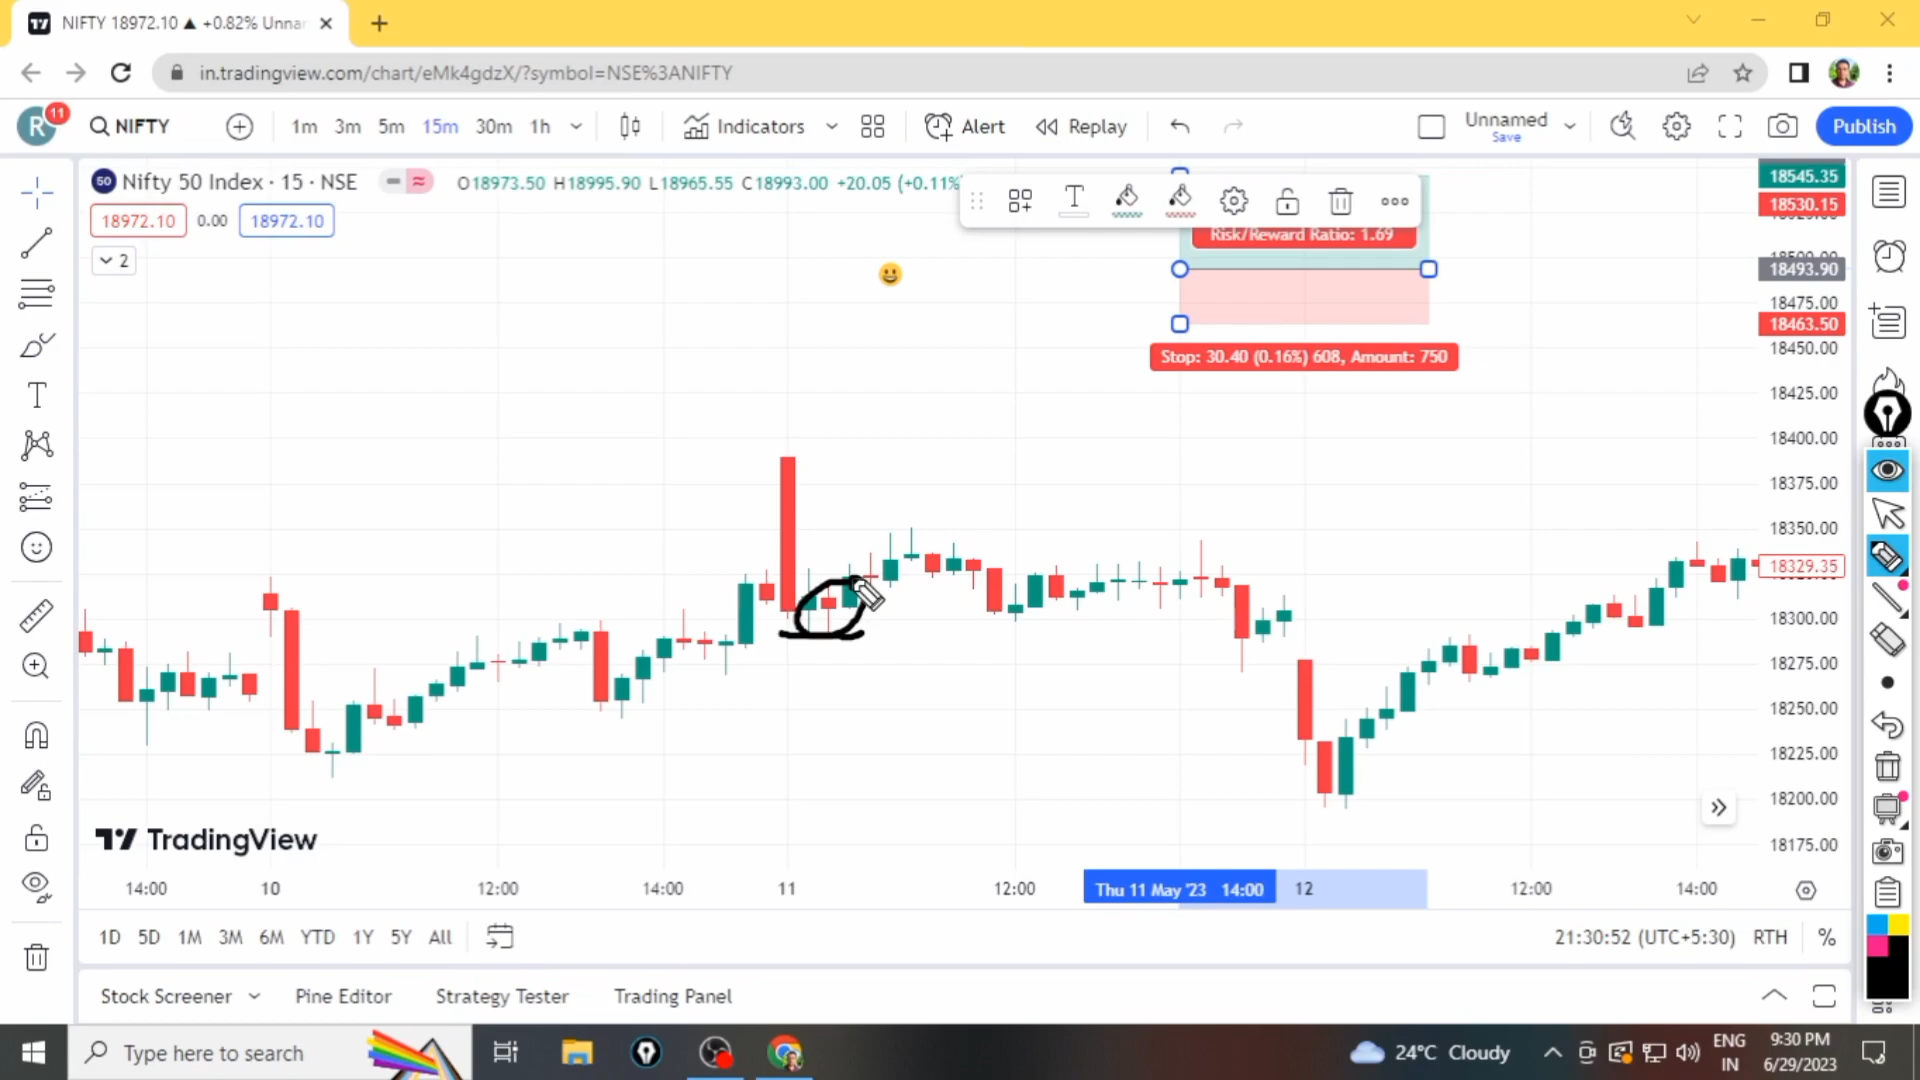 NIFTY 18972.10 ▲ +0.82% Unnar
in.tradingview.com/chart/eMk4gdzX/?symbol=NSE%3ANIFTY
R 11 NIFTY 1m 3m 5m 15m 30m 1h Indicators Alert Replay Unnamed Save Publish
50 Nifty 50 Index · 15 · NSE O18973.50 H18995.90 L18965.55 C18993.00 +20.05 (+0.11%
18972.10 0.00 18972.10
2
Risk/Reward Ratio: 1.69
Stop: 30.40 (0.16%) 608, Amount: 750
18545.35
18530.15
18493.90
18475.00
18463.50
18450.00
18425.00
18400.00
18375.00
18350.00
18329.35
18300.00
18275.00
18250.00
18225.00
18200.00
18175.00
TradingView
14:00 10 12:00 14:00 11 12:00 Thu 11 May '23 14:00 12 12:00 14:00
1D 5D 1M 3M 6M YTD 1Y 5Y All 21:30:52 (UTC+5:30) RTH %
Stock Screener Pine Editor Strategy Tester Trading Panel
Type here to search 24°C Cloudy ENG IN 9:30 PM 6/29/2023